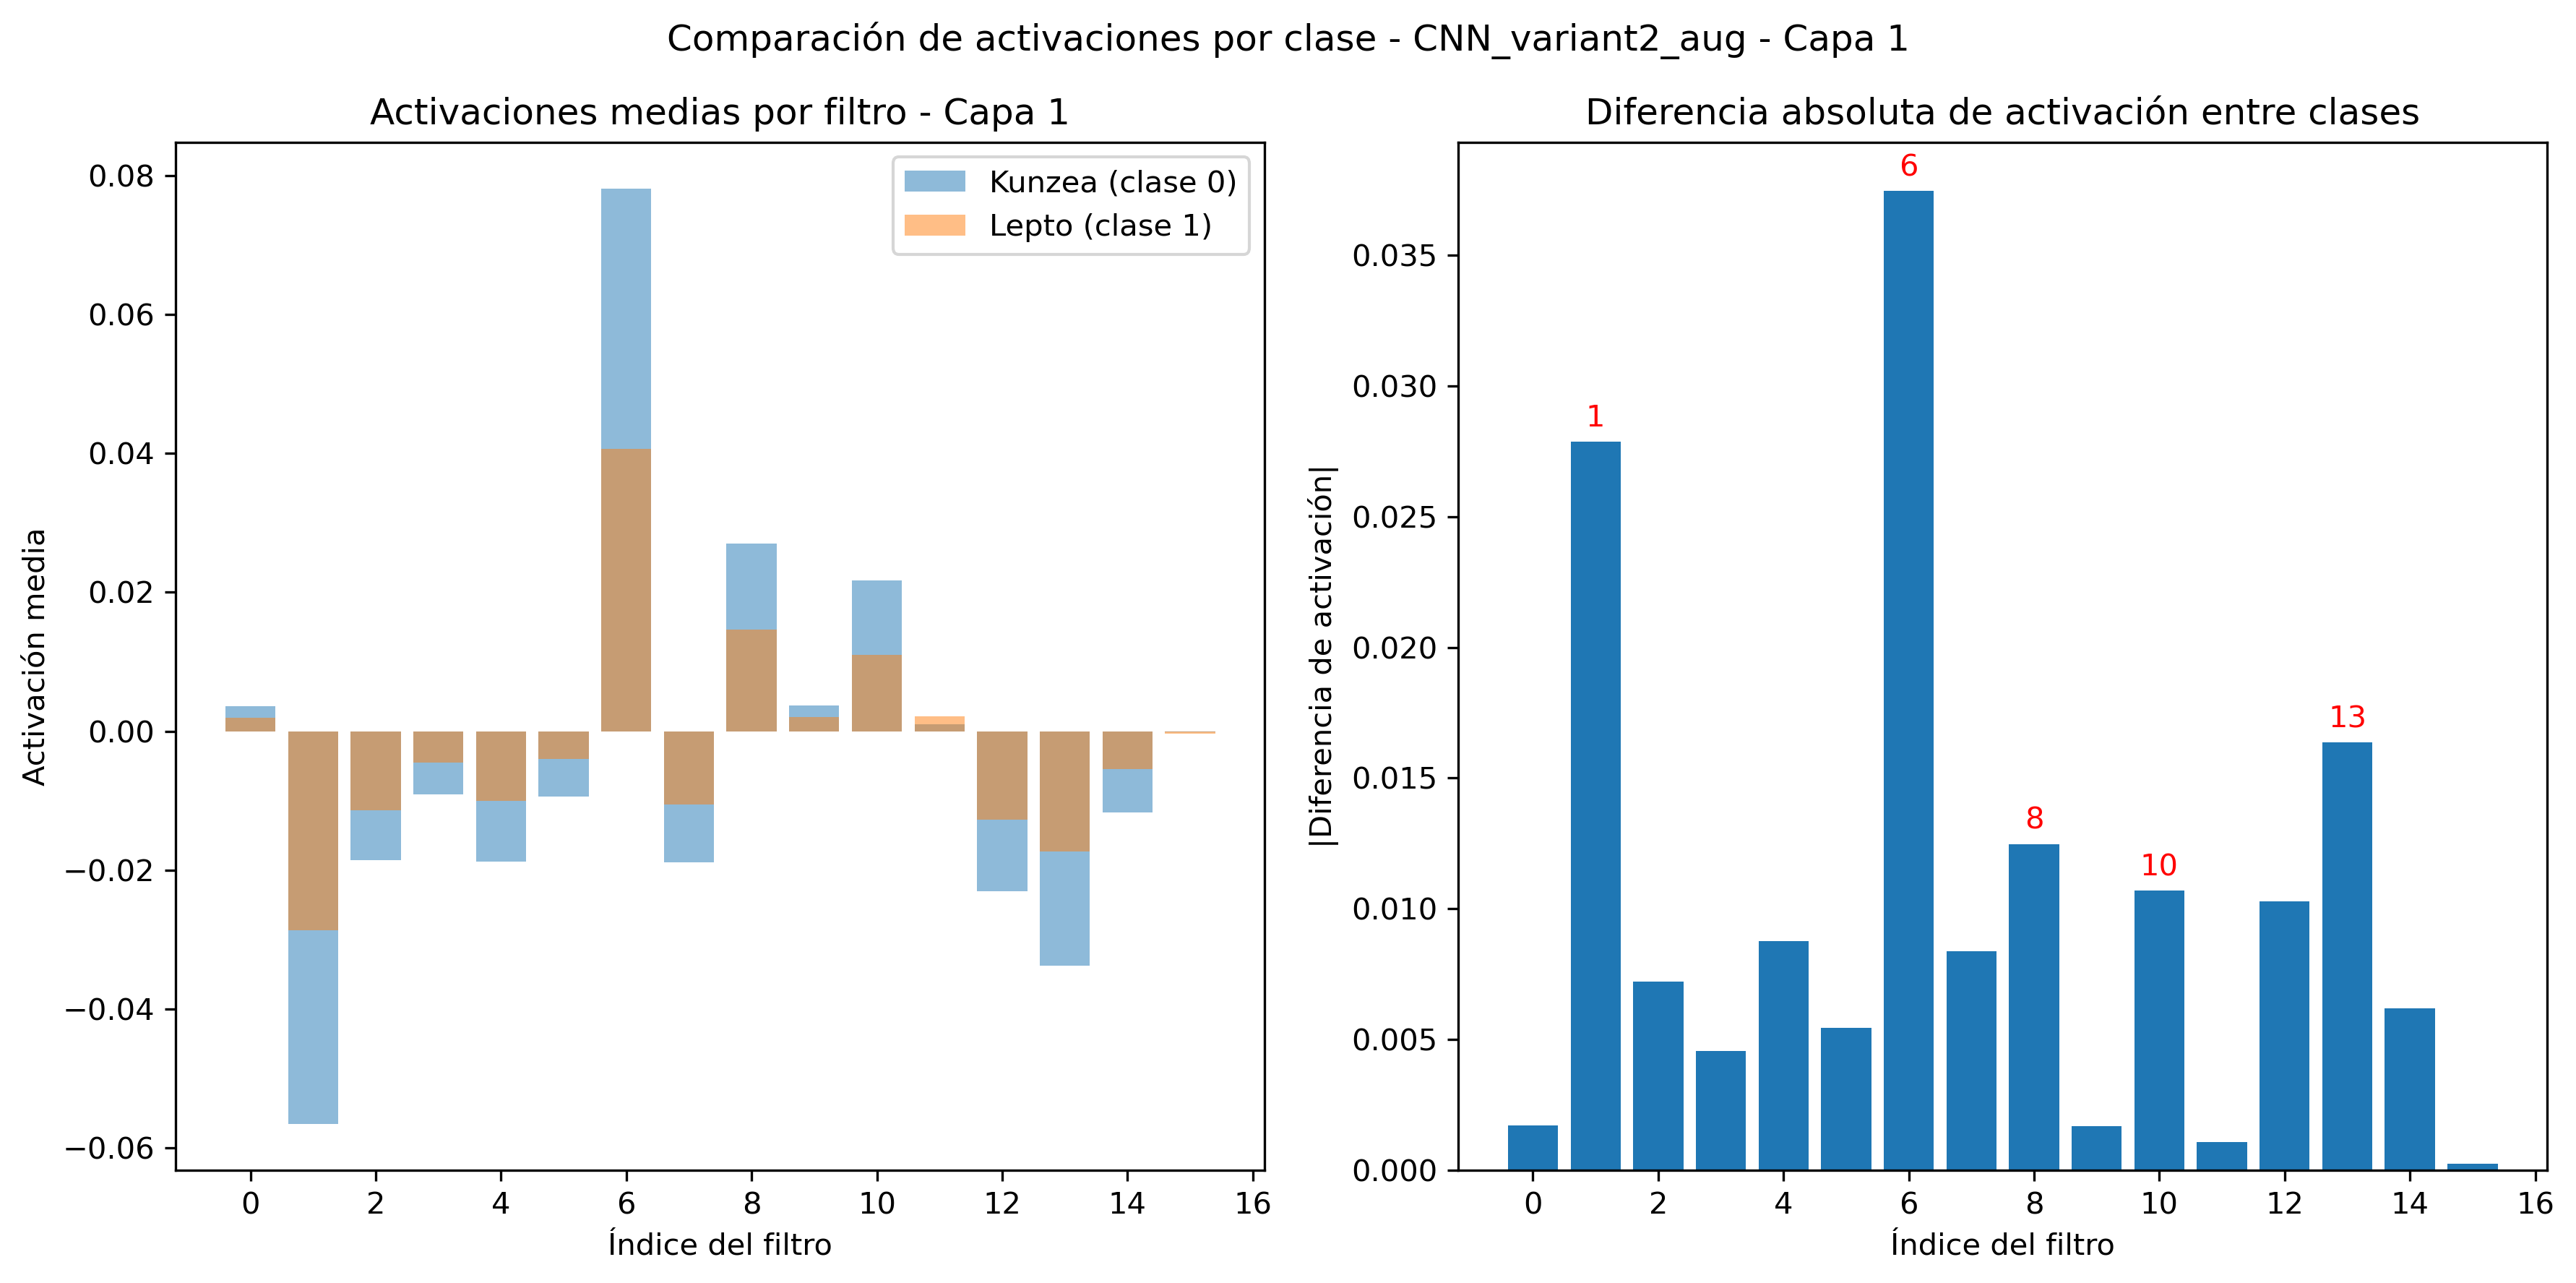 Comparación de activaciones por clase - CNN_variant2_aug - Capa 1
Activaciones medias por filtro - Capa 1
Kunzea (clase 0)
Lepto (clase 1)
Activación media
0.08
0.06
0.04
0.02
0.00
−0.02
−0.04
−0.06
0 2 4 6 8 10 12 14 16
Índice del filtro
Diferencia absoluta de activación entre clases
|Diferencia de activación|
0.035
0.030
0.025
0.020
0.015
0.010
0.005
0.000
1
6
8
10
13
0 2 4 6 8 10 12 14 16
Índice del filtro